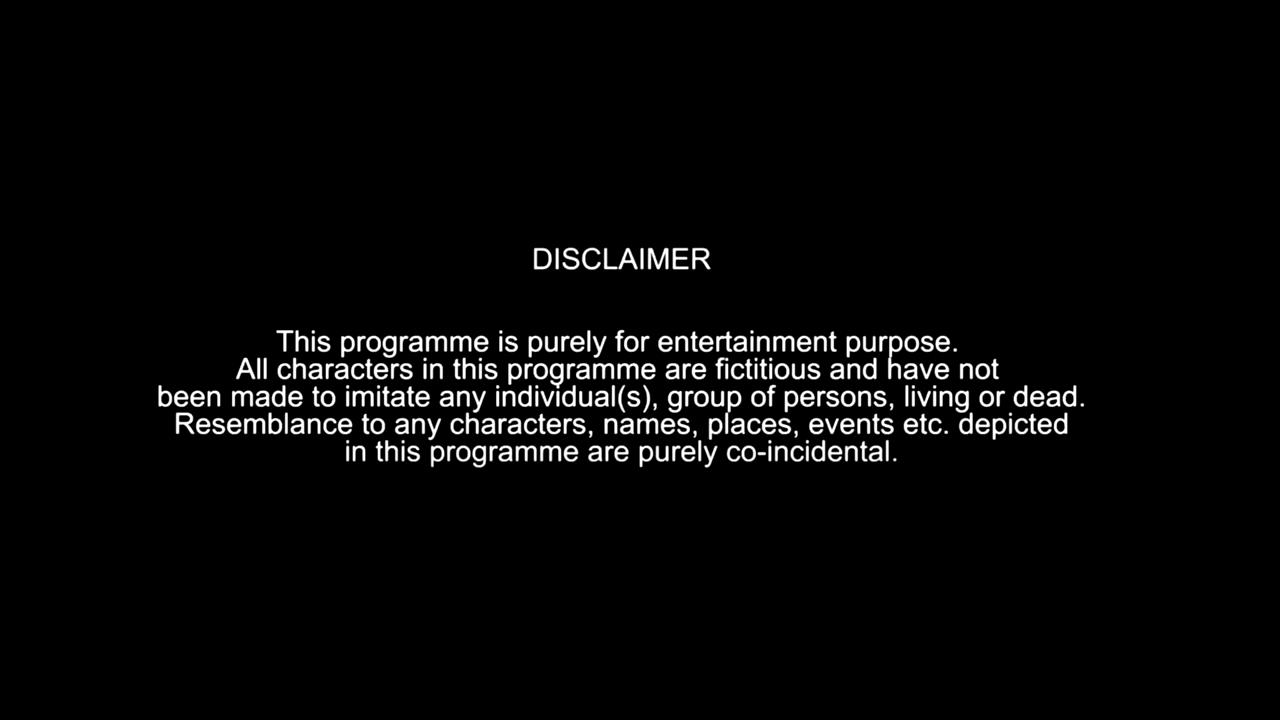 DISCLAIMER
This programme is purely for entertainment purpose.
All characters in this programme are fictitious and have not
been made to imitate any individual(s), group of persons, living or dead.
Resemblance to any characters, names, places, events etc. depicted
in this programme are purely co-incidental.